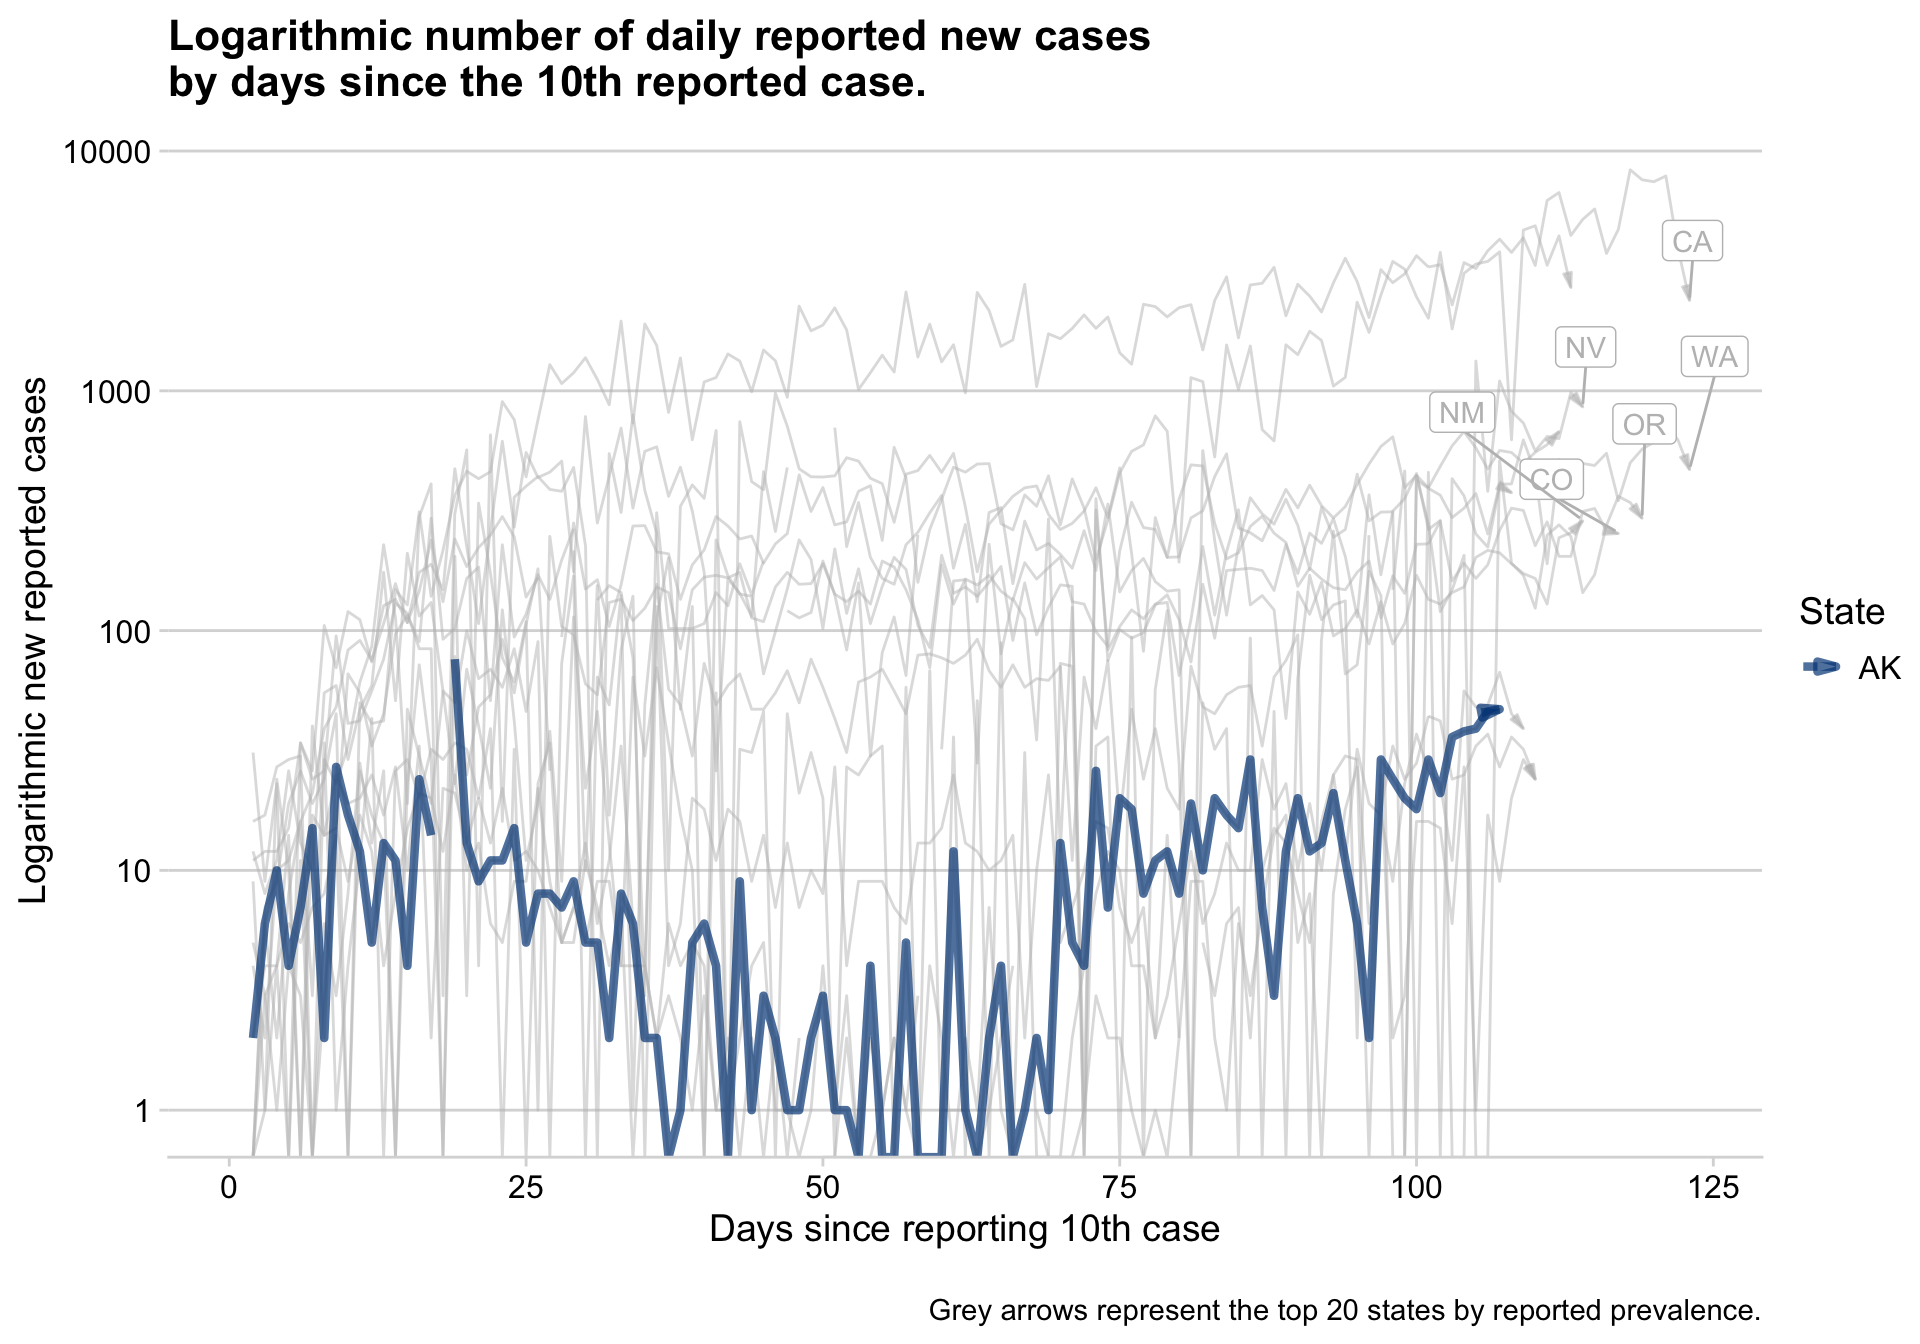 Logarithmic number of daily reported new cases
by days since the 10th reported case.
Logarithmic new reported cases
10000
1000
100
10
1
CA
NV
WA
NM
OR
CO
State
AK
0
25
50
75
100
125
Days since reporting 10th case
Grey arrows represent the top 20 states by reported prevalence.